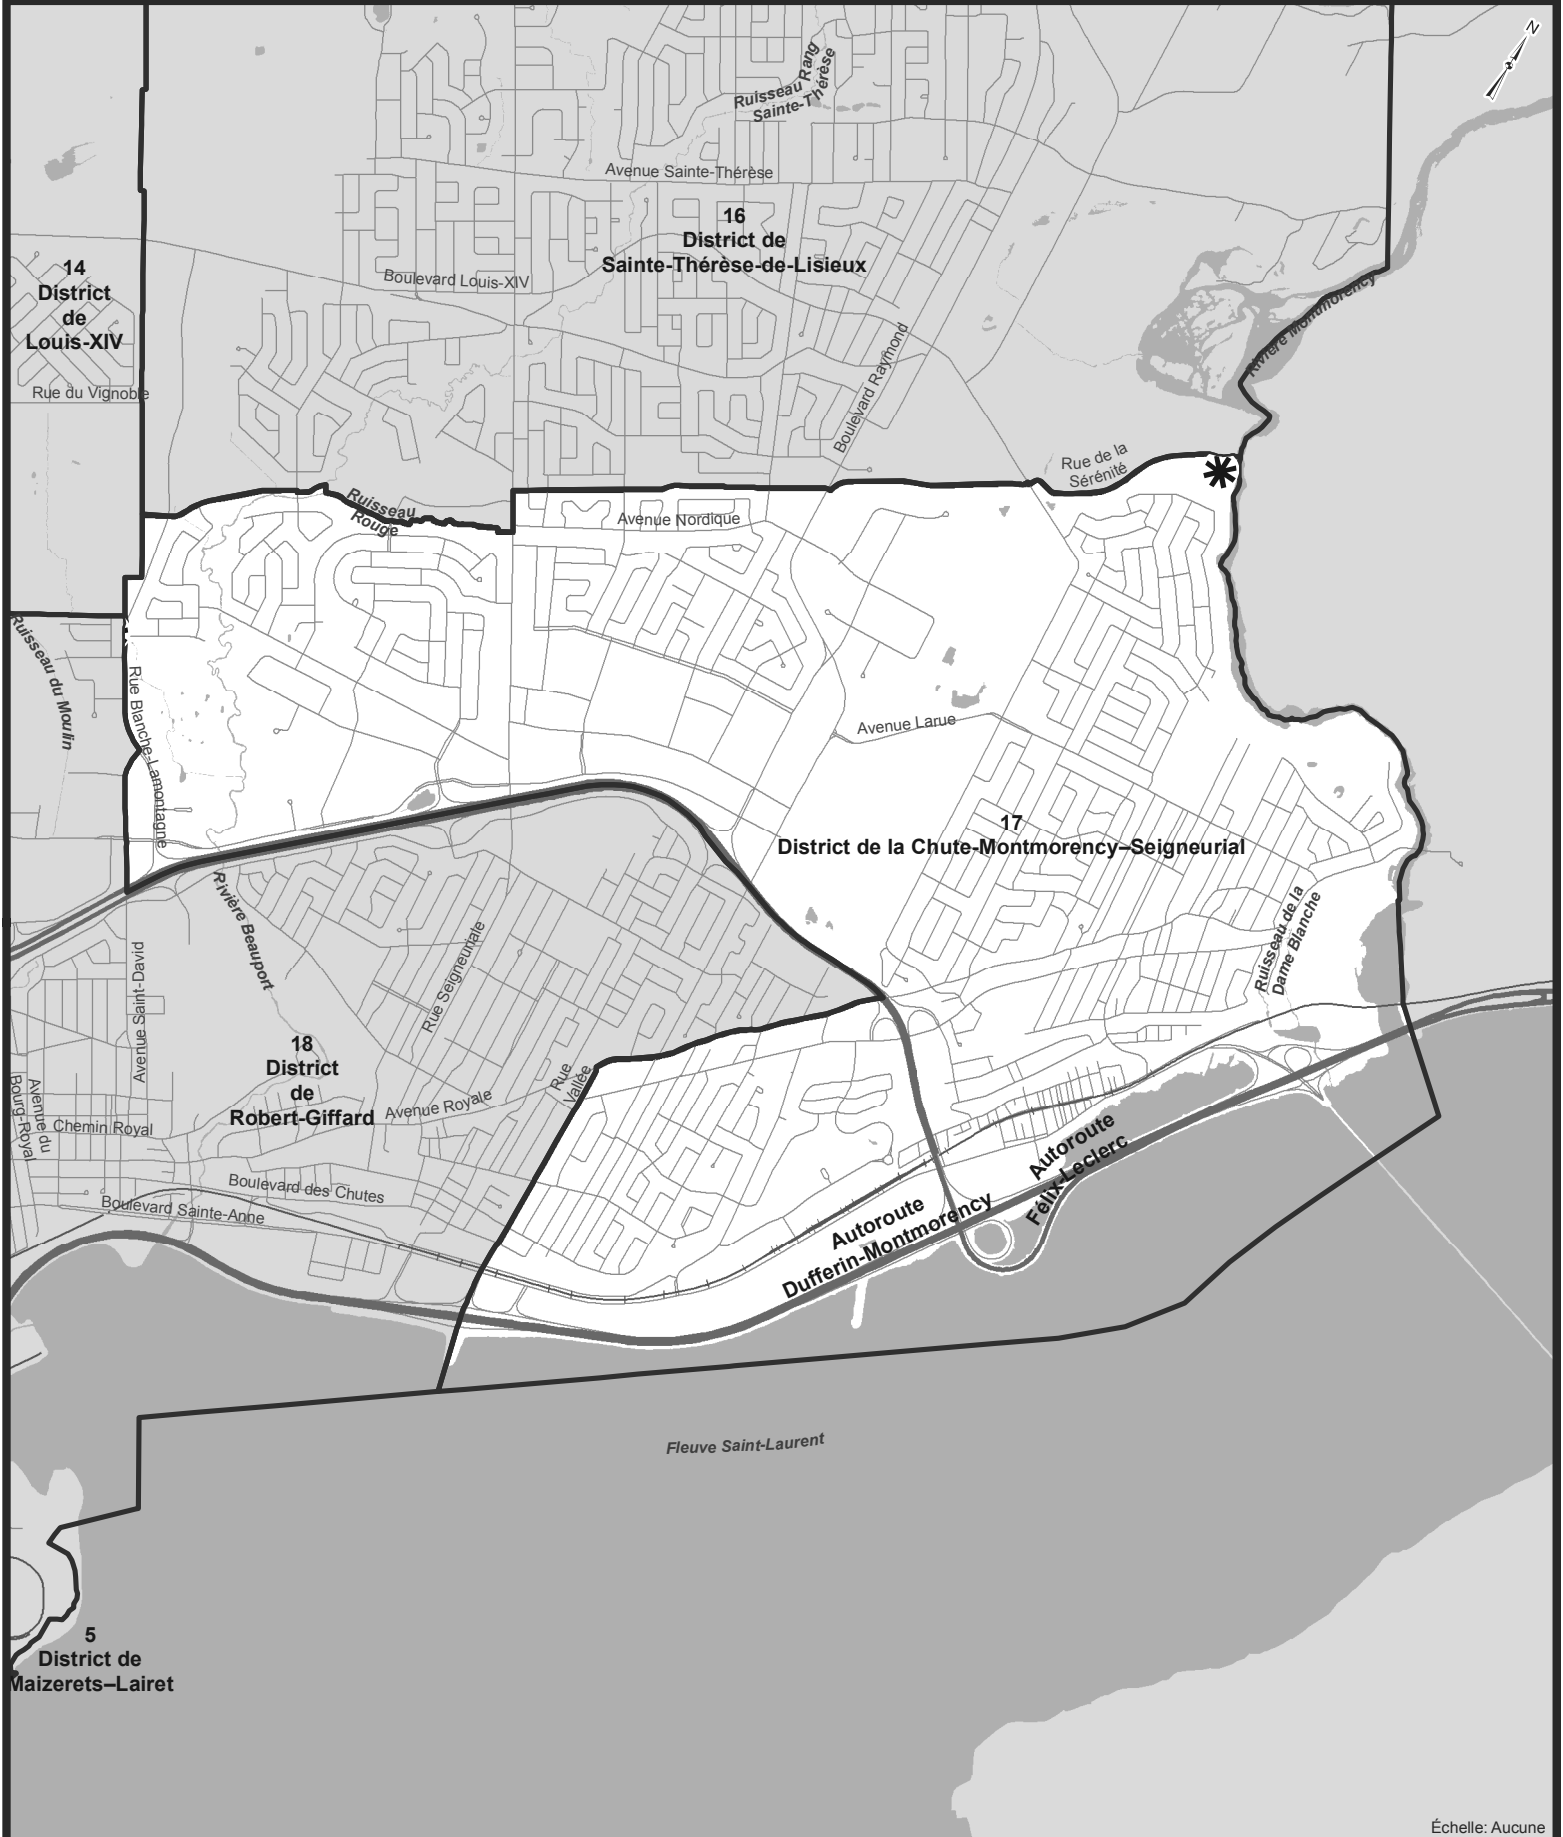 N
Ruisseau Rang
Sainte-Thérèse
Avenue Sainte-Thérèse
16
District de
Sainte-Thérèse-de-Lisieux
14
District
de
Louis-XIV
Boulevard Louis-XIV
Rivière Montmorency
Boulevard Raymond
Rue du Vignoble
Rue de la
Sérénité
Ruisseau
Rouge
Avenue Nordique
Ruisseau du Moulin
Rue Blanche-Lamontagne
Avenue Larue
17
District de la Chute-Montmorency–Seigneurial
Rivière Beauport
Rue Seigneuriale
Ruisseau de la
Dame Blanche
Avenue Saint-David
18
District
de
Robert-Giffard
Rue
Vallée
Avenue Royale
Avenue du
Bourg-Royal
Chemin Royal
Boulevard des Chutes
Boulevard Sainte-Anne
Autoroute
Félix-Leclerc
Autoroute
Dufferin-Montmorency
Fleuve Saint-Laurent
5
District de
Maizerets–Lairet
Échelle: Aucune